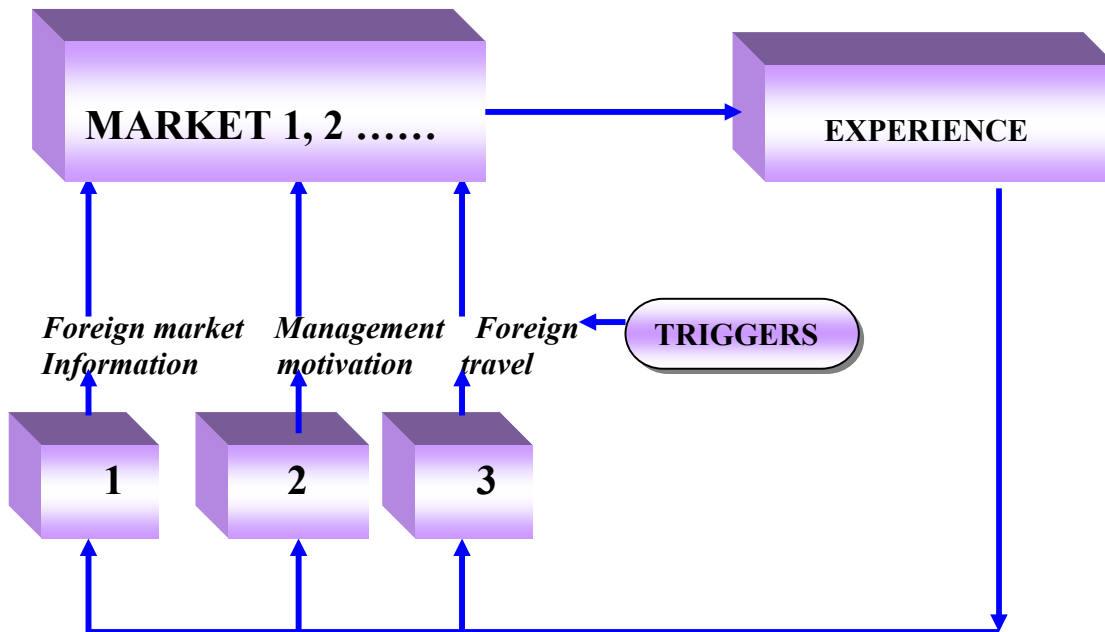 MARKET 1, 2 ……
EXPERIENCE
Foreign market Information
Management motivation
Foreign travel
TRIGGERS
1
2
3